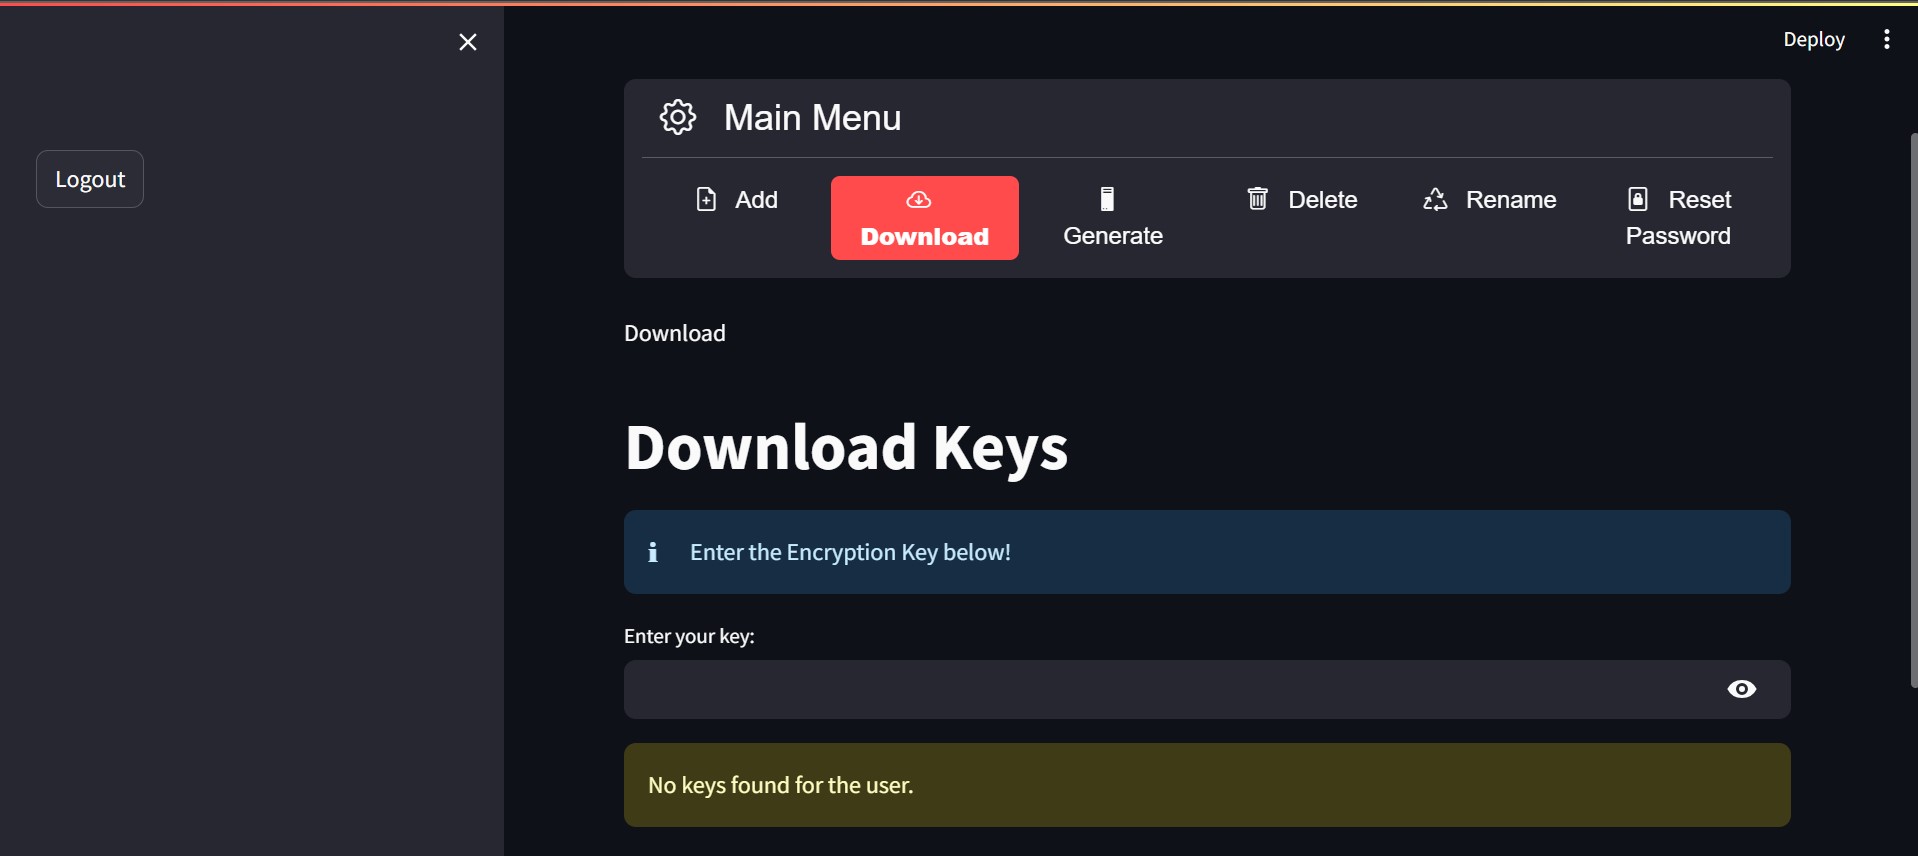 Deploy
Logout
Main Menu
Add
Download
Generate
Delete
Rename
Reset
Password
Download
Download Keys
Enter the Encryption Key below!
Enter your key:
No keys found for the user.